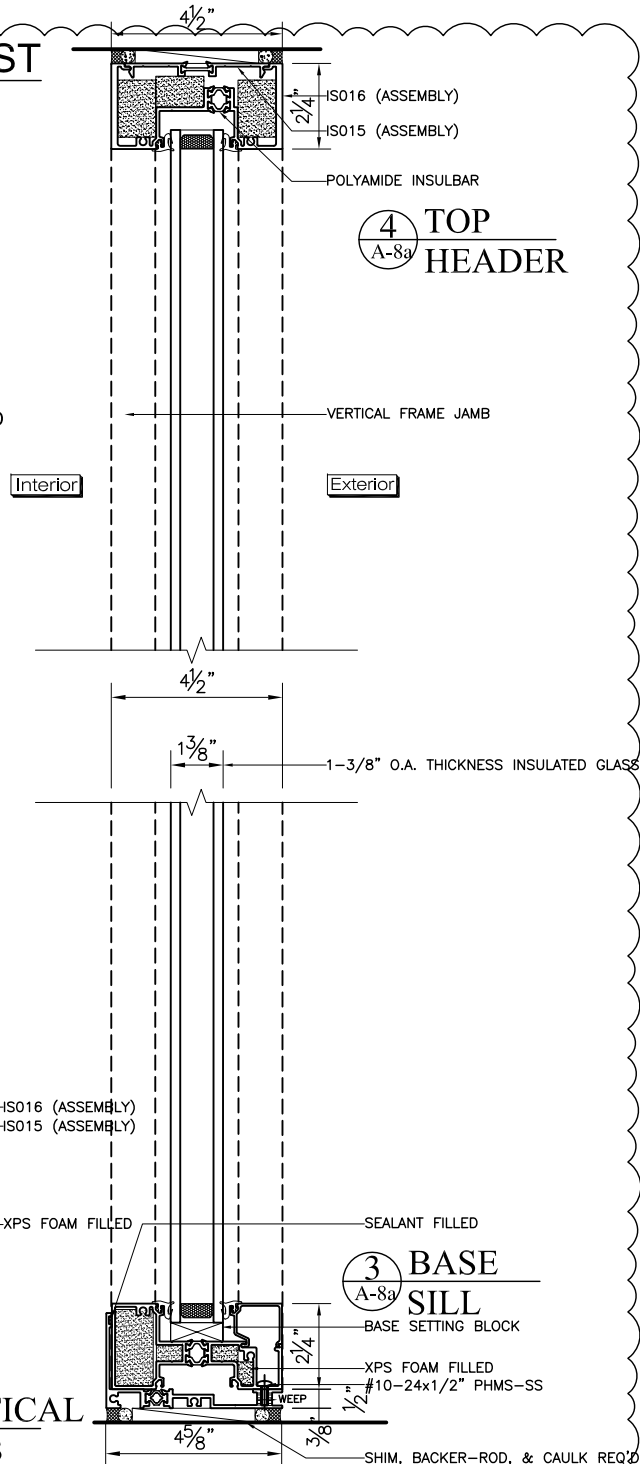 4½"
ST
2¼"
IS016 (ASSEMBLY)
IS015 (ASSEMBLY)
POLYAMIDE INSULBAR
4
A-8a
TOP
HEADER
VERTICAL FRAME JAMB
Interior
Exterior
4½"
1⅜"
1-3/8" O.A. THICKNESS INSULATED GLASS
IS016 (ASSEMBLY)
IS015 (ASSEMBLY)
XPS FOAM FILLED
SEALANT FILLED
3
A-8a
BASE
SILL
BASE SETTING BLOCK
2¼"
XPS FOAM FILLED
#10-24x1/2" PHMS-SS
WEEP
½"
3/8"
TICAL
4⅝"
SHIM, BACKER-ROD, & CAULK REQ'D